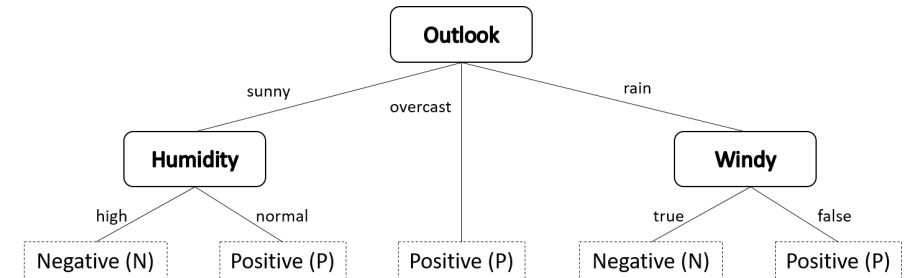 Outlook
sunny
overcast
rain
Humidity
Windy
high
normal
true
false
Negative (N)
Positive (P)
Positive (P)
Negative (N)
Positive (P)